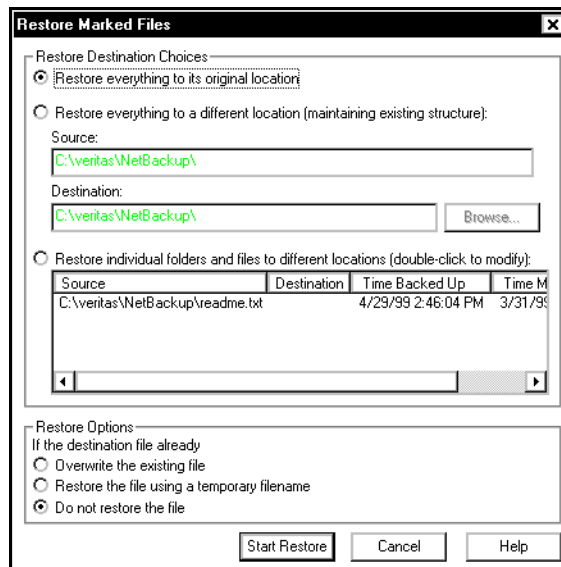 Restore Marked Files
Restore Destination Choices
Restore everything to its original location
Restore everything to a different location (maintaining existing structure):
Source:
C:\veritas\NetBackup\
Destination:
C:\veritas\NetBackup\
Browse...
Restore individual folders and files to different locations (double-click to modify):
Source Destination Time Backed Up Time M
C:\veritas\NetBackup\readme.txt 4/29/99 2:46:04 PM 3/31/99
Restore Options
If the destination file already
Overwrite the existing file
Restore the file using a temporary filename
Do not restore the file
Start Restore Cancel Help